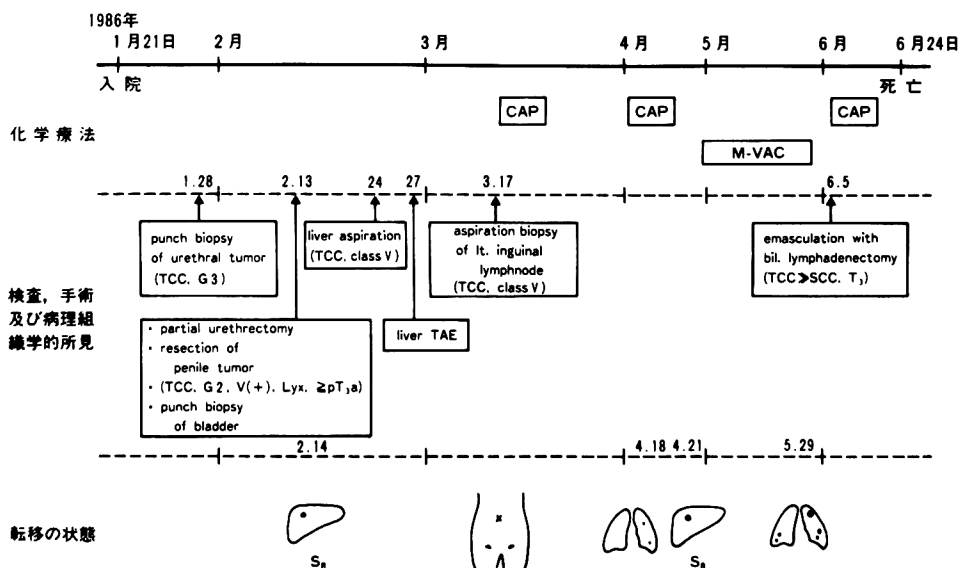 1986年
1月21日 2月 3月 4月 5月 6月 6月24日
入院 死亡
化学療法
CAP CAP CAP
M-VAC
1.28 2.13 24 27 3.17 6.5
punch biopsy
of urethral tumor
(TCC. G3)
liver aspiration
(TCC. class V)
aspiration biopsy
of lt. inguinal
lymphnode
(TCC, class V)
emasculation with
bil. lymphadenectomy
(TCC≫SCC. T₃)
検査，手術
及び病理組
織学的所見
・partial urethrectomy
・resection of
penile tumor
・(TCC. G2. V(+). Lyx. ≧pT₃a)
・punch biopsy
of bladder
liver TAE
2.14 4.18 4.21 5.29
転移の状態
S₈ S₈